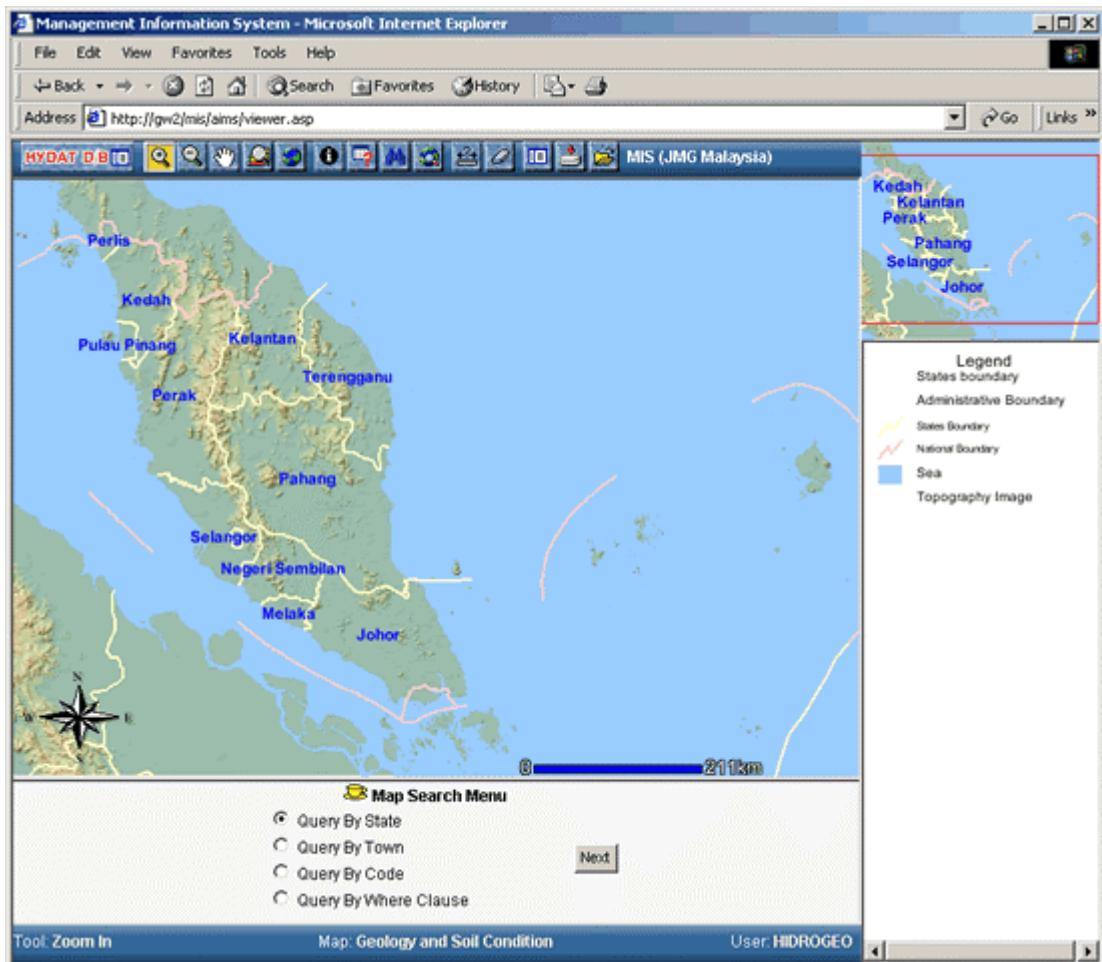 Management Information System - Microsoft Internet Explorer
File Edit View Favorites Tools Help
Back Search Favorites History
Address http://gw2/mis/aims/viewer.asp Go Links »
HYDAT DB MIS (JMG Malaysia)
Perlis
Kedah
Pulau Pinang
Kelantan
Terengganu
Perak
Pahang
Selangor
Negeri Sembilan
Melaka
Johor
N
W E
S
0 211km
Kedah
Kelantan
Perak
Pahang
Selangor
Johor
Legend
States boundary
Administrative Boundary
States Boundary
National Boundary
Sea
Topography Image
Map Search Menu
Query By State
Query By Town
Query By Code
Query By Where Clause
Next
Tool: Zoom In Map: Geology and Soil Condition User: HIDROGEO